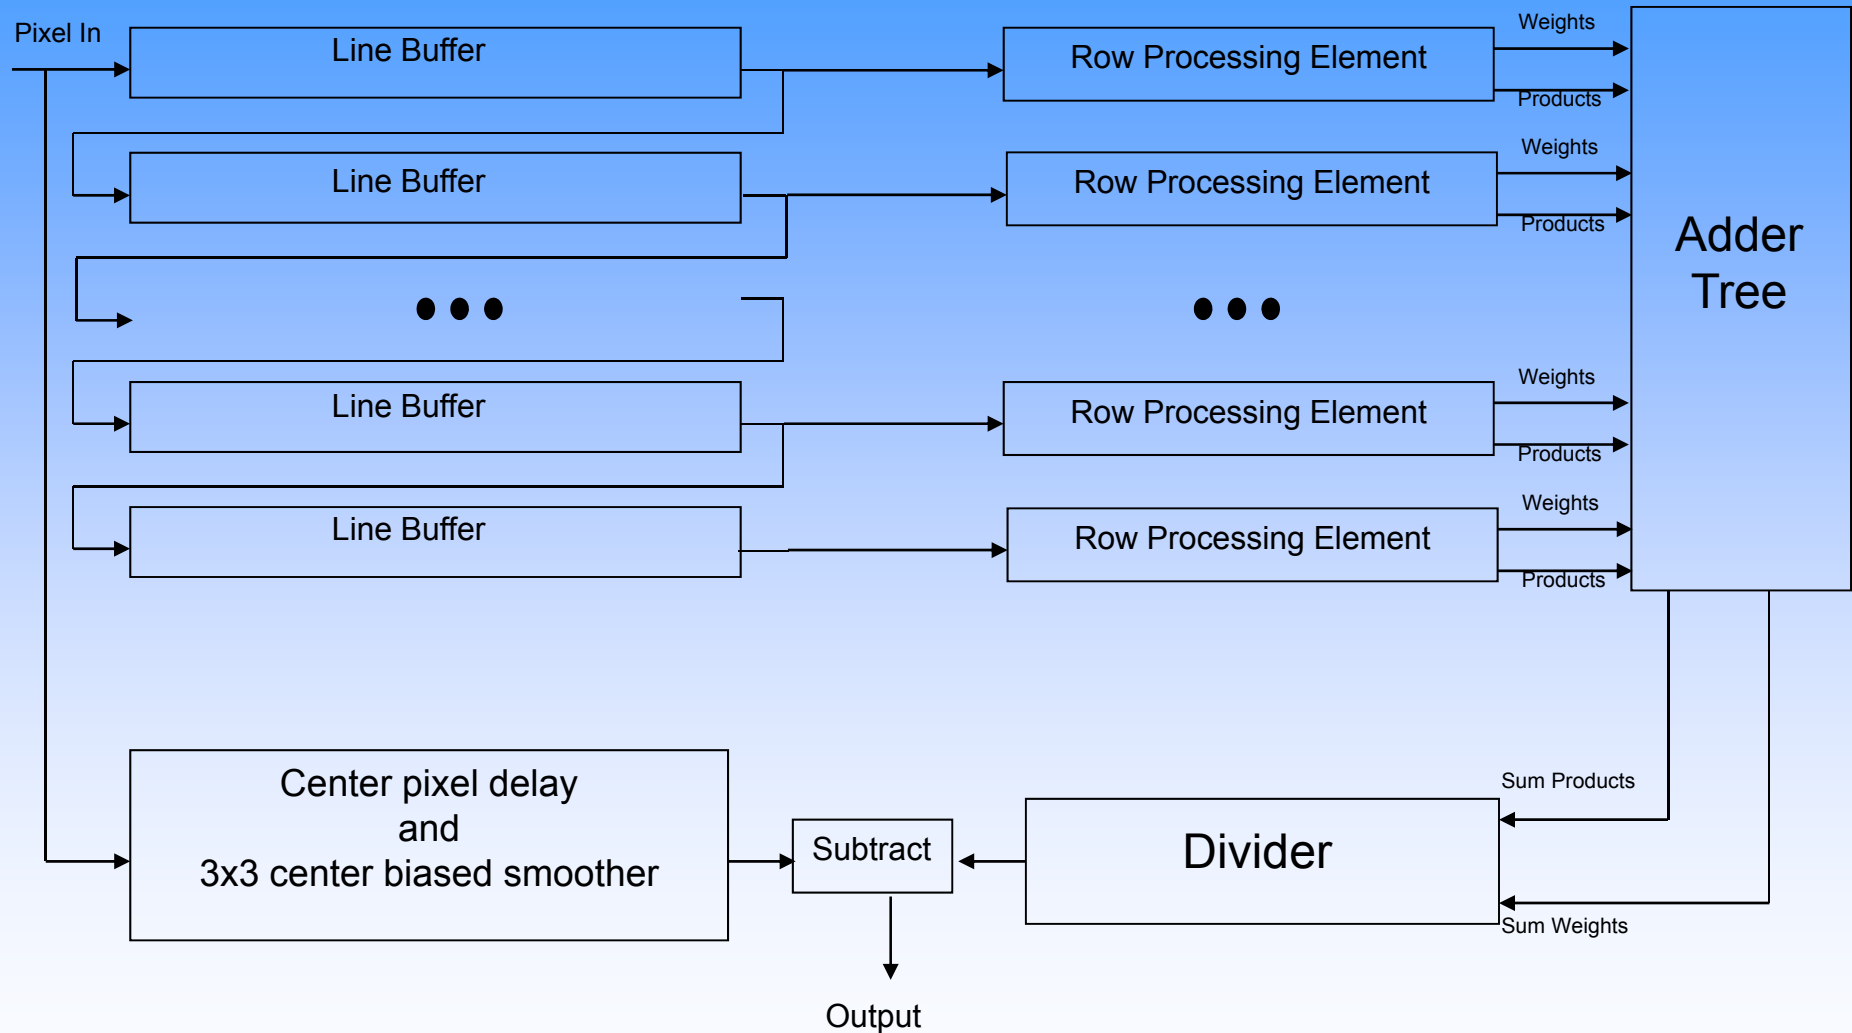 Pixel In
Line Buffer
Row Processing Element
Weights
Products
Line Buffer
Row Processing Element
Weights
Products
Adder
Tree
Line Buffer
Row Processing Element
Weights
Products
Line Buffer
Row Processing Element
Weights
Products
Center pixel delay
and
3x3 center biased smoother
Subtract
Divider
Sum Products
Sum Weights
Output